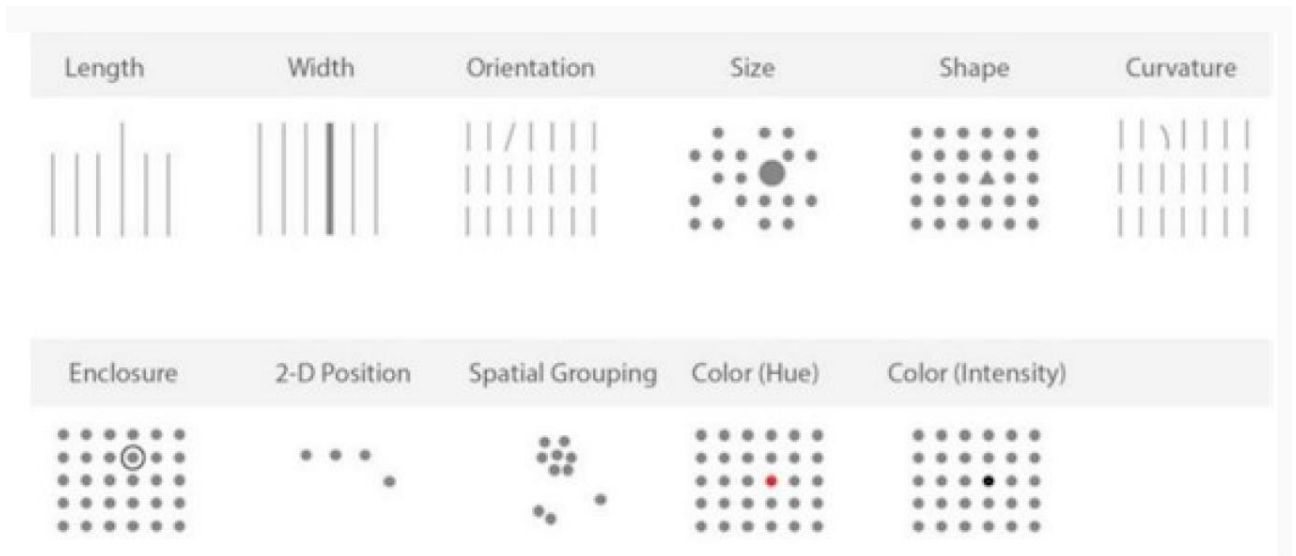 Length Width Orientation Size Shape Curvature
Enclosure 2-D Position Spatial Grouping Color (Hue) Color (Intensity)